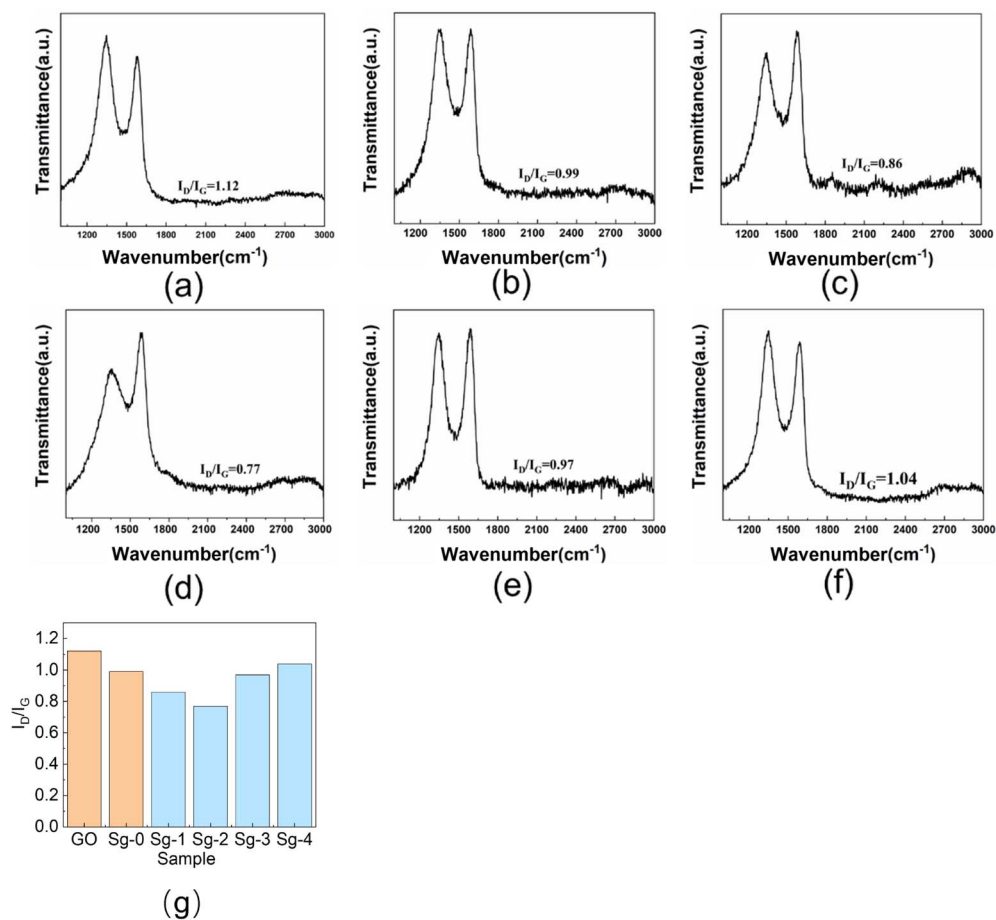 Transmittance(a.u.)
I_D/I_G=1.12
1200 1500 1800 2100 2400 2700 3000
Wavenumber(cm⁻¹)
(a)
Transmittance(a.u.)
I_D/I_G=0.99
1200 1500 1800 2100 2400 2700 3000
Wavenumber(cm⁻¹)
(b)
Transmittance(a.u.)
I_D/I_G=0.86
1200 1500 1800 2100 2400 2700 3000
Wavenumber(cm⁻¹)
(c)
Transmittance(a.u.)
I_D/I_G=0.77
1200 1500 1800 2100 2400 2700 3000
Wavenumber(cm⁻¹)
(d)
Transmittance(a.u.)
I_D/I_G=0.97
1200 1500 1800 2100 2400 2700 3000
Wavenumber(cm⁻¹)
(e)
Transmittance(a.u.)
I_D/I_G=1.04
1200 1500 1800 2100 2400 2700 3000
Wavenumber(cm⁻¹)
(f)
I_D/I_G
1.2
1.0
0.8
0.6
0.4
0.2
0.0
GO Sg-0 Sg-1 Sg-2 Sg-3 Sg-4
Sample
(g)